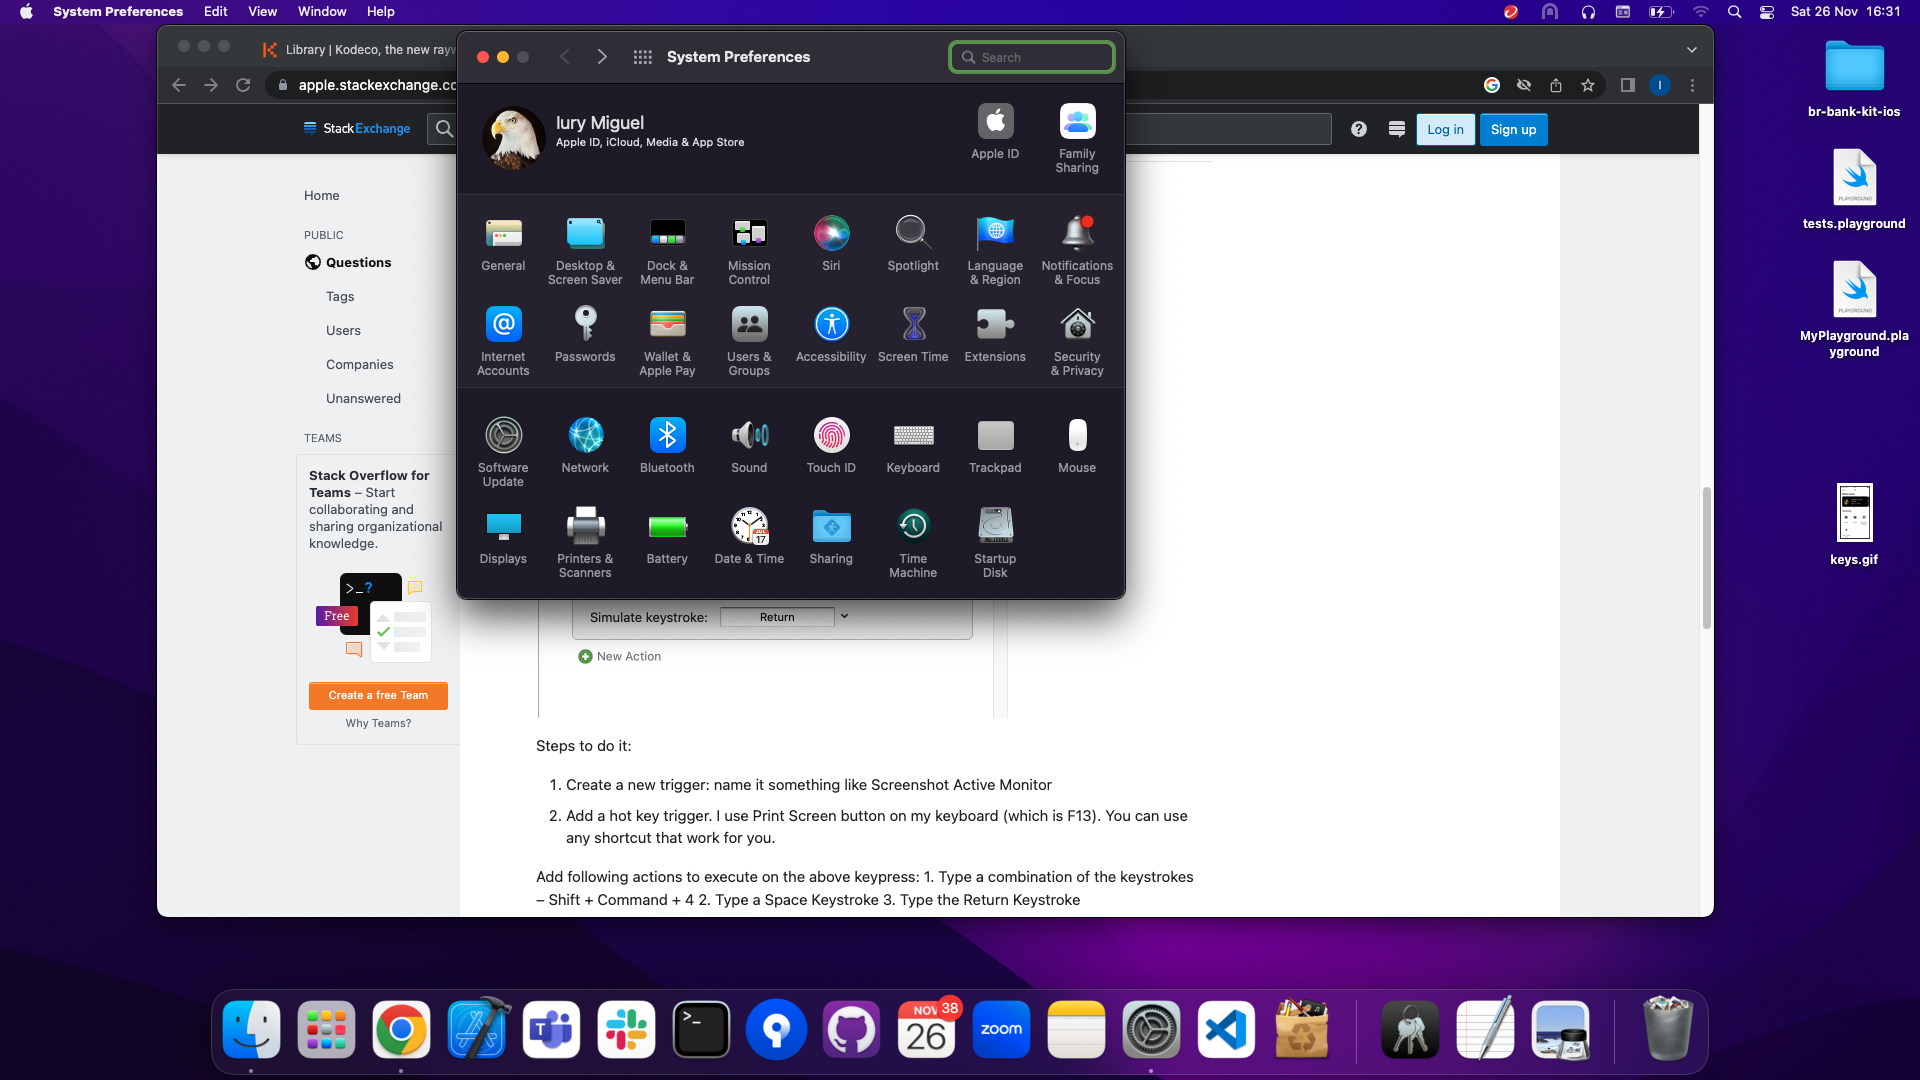 System Preferences Edit View Window Help
Sat 26 Nov 16:31
Library | Kodeco, the new rayw
System Preferences
Search
apple.stackexchange.cc
I
StackExchange
Log in
Sign up
Iury Miguel
Apple ID, iCloud, Media & App Store
Apple ID
Family
Sharing
General
Desktop &
Screen Saver
Dock &
Menu Bar
Mission
Control
Siri
Spotlight
Language
& Region
Notifications
& Focus
Internet
Accounts
Passwords
Wallet &
Apple Pay
Users &
Groups
Accessibility
Screen Time
Extensions
Security
& Privacy
Software
Update
Network
Bluetooth
Sound
Touch ID
Keyboard
Trackpad
Mouse
Displays
Printers &
Scanners
Battery
Date & Time
JUL
17
Sharing
Time
Machine
Startup
Disk
Home
PUBLIC
Questions
Tags
Users
Companies
Unanswered
TEAMS
Stack Overflow for
Teams – Start
collaborating and
sharing organizational
knowledge.
>_?
Free
Create a free Team
Why Teams?
Simulate keystroke: Return
New Action
Steps to do it:
1. Create a new trigger: name it something like Screenshot Active Monitor
2. Add a hot key trigger. I use Print Screen button on my keyboard (which is F13). You can use
any shortcut that work for you.
Add following actions to execute on the above keypress: 1. Type a combination of the keystrokes
– Shift + Command + 4 2. Type a Space Keystroke 3. Type the Return Keystroke
br-bank-kit-ios
PLAYGROUND
tests.playground
PLAYGROUND
MyPlayground.pla
yground
keys.gif
>_
NOV
38
26
zoom